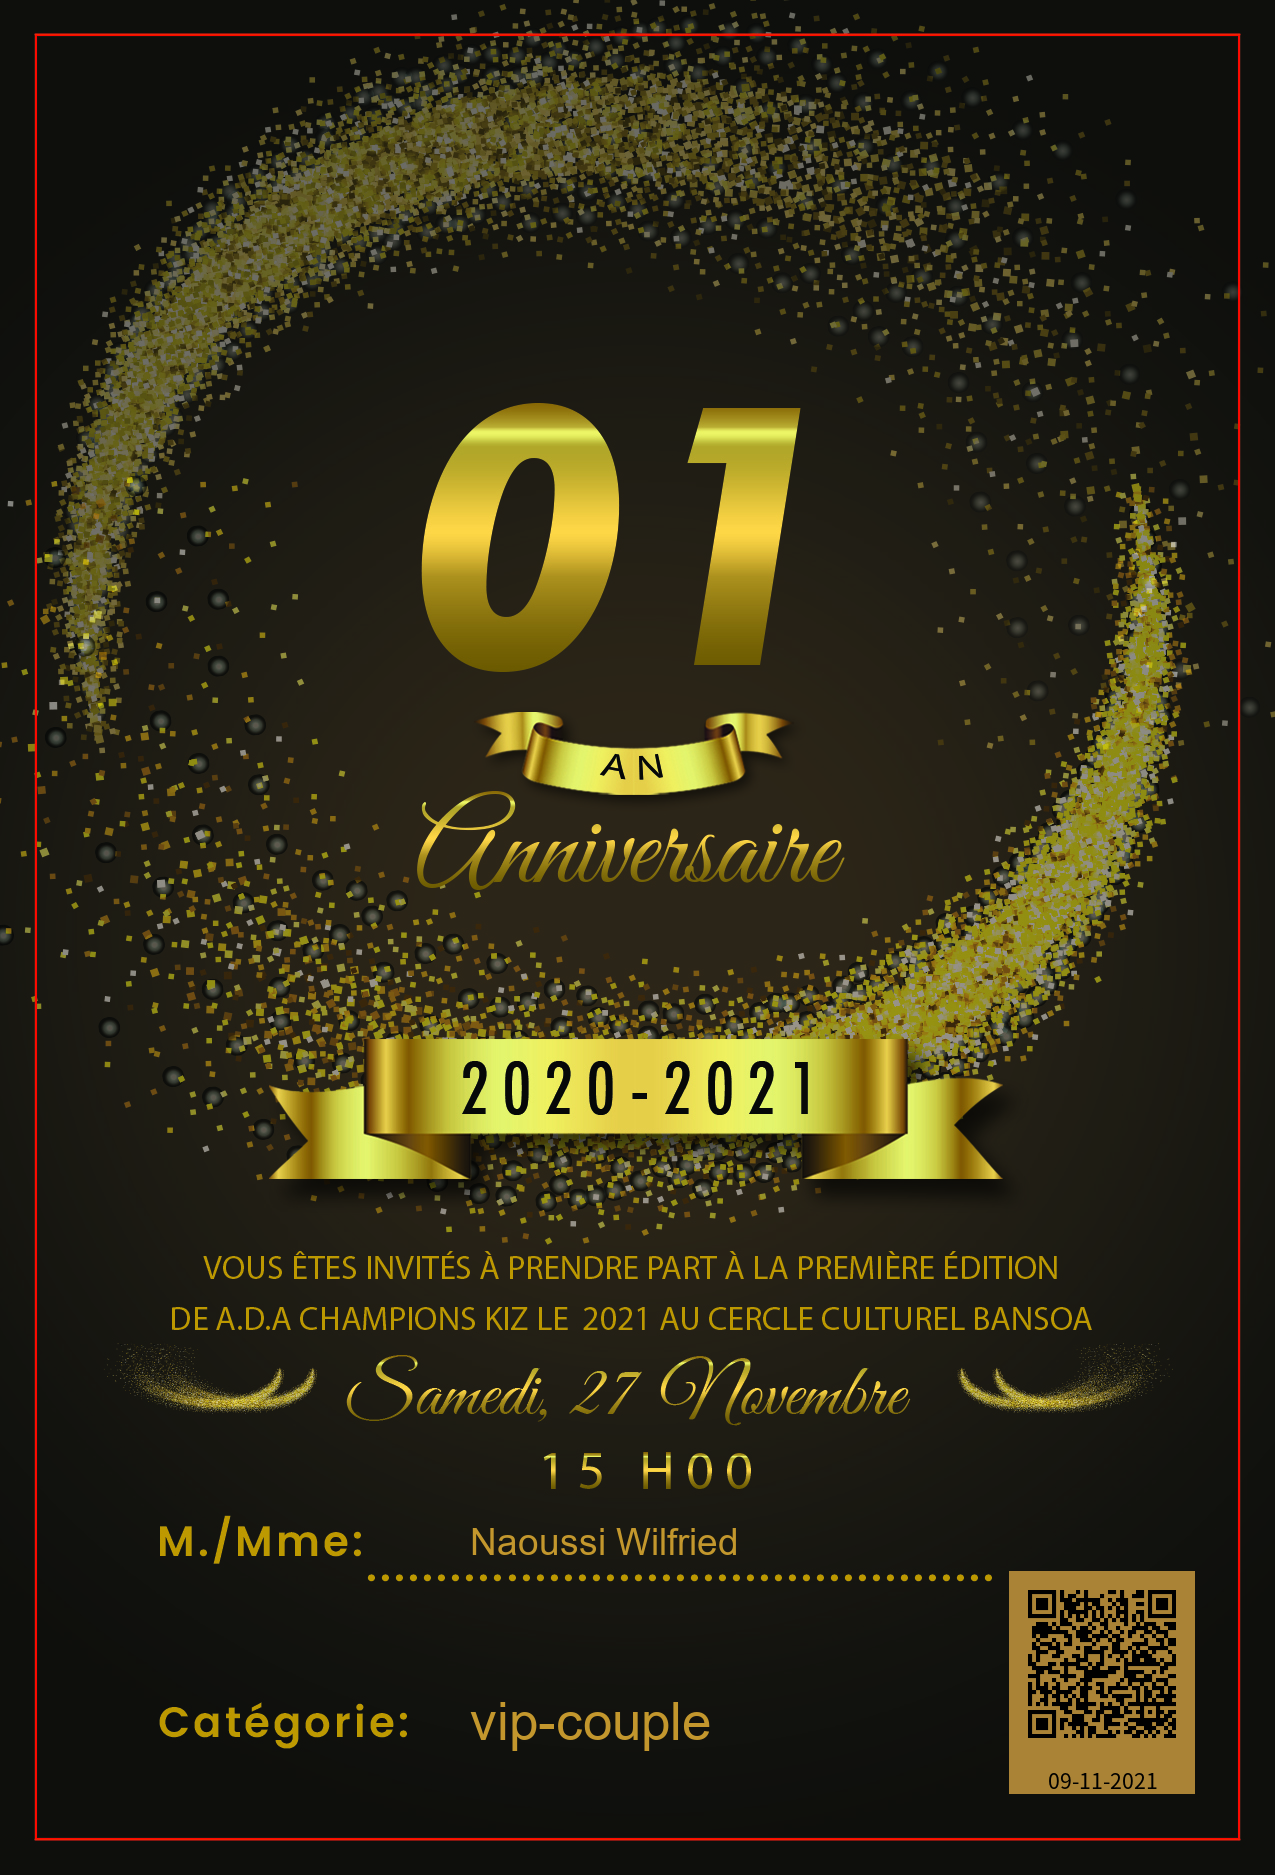 01
AN
Anniversaire
2020-2021
VOUS ÊTES INVITÉS À PRENDRE PART À LA PREMIÈRE ÉDITION
DE A.D.A CHAMPIONS KIZ LE 2021 AU CERCLE CULTUREL BANSOA
Samedi, 27 Novembre
15 H00
M./Mme: Naoussi Wilfried
Catégorie: vip-couple
09-11-2021